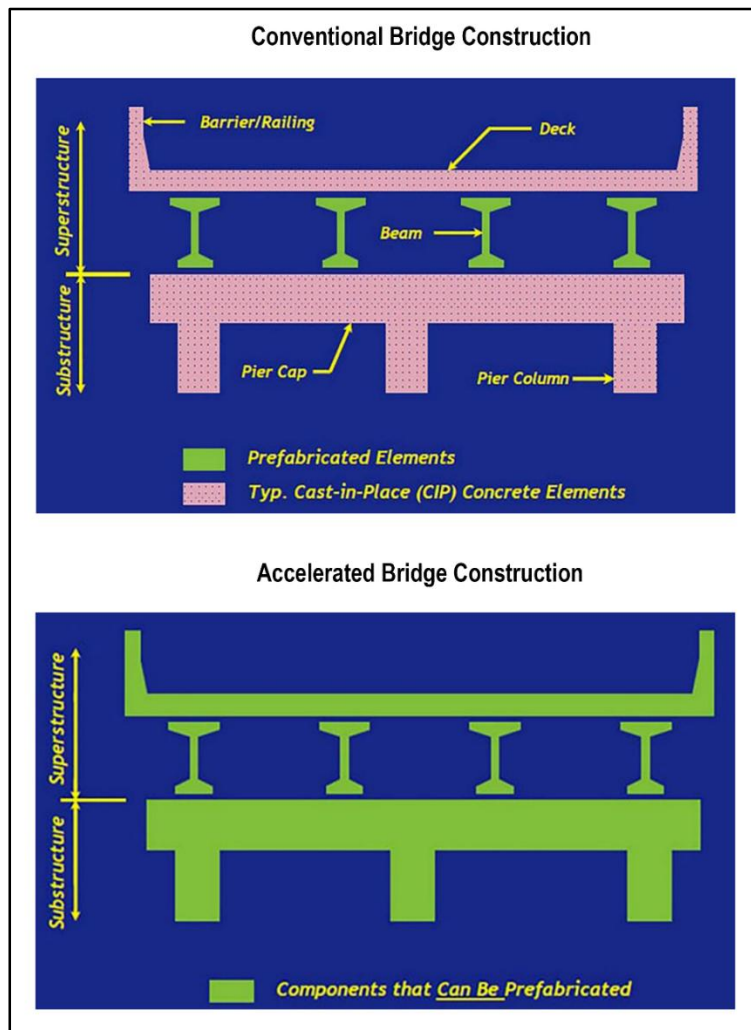 Conventional Bridge Construction
Barrier/Railing
Deck
Superstructure
Beam
Substructure
Pier Cap
Pier Column
Prefabricated Elements
Typ. Cast-in-Place (CIP) Concrete Elements
Accelerated Bridge Construction
Superstructure
Substructure
Components that Can Be Prefabricated